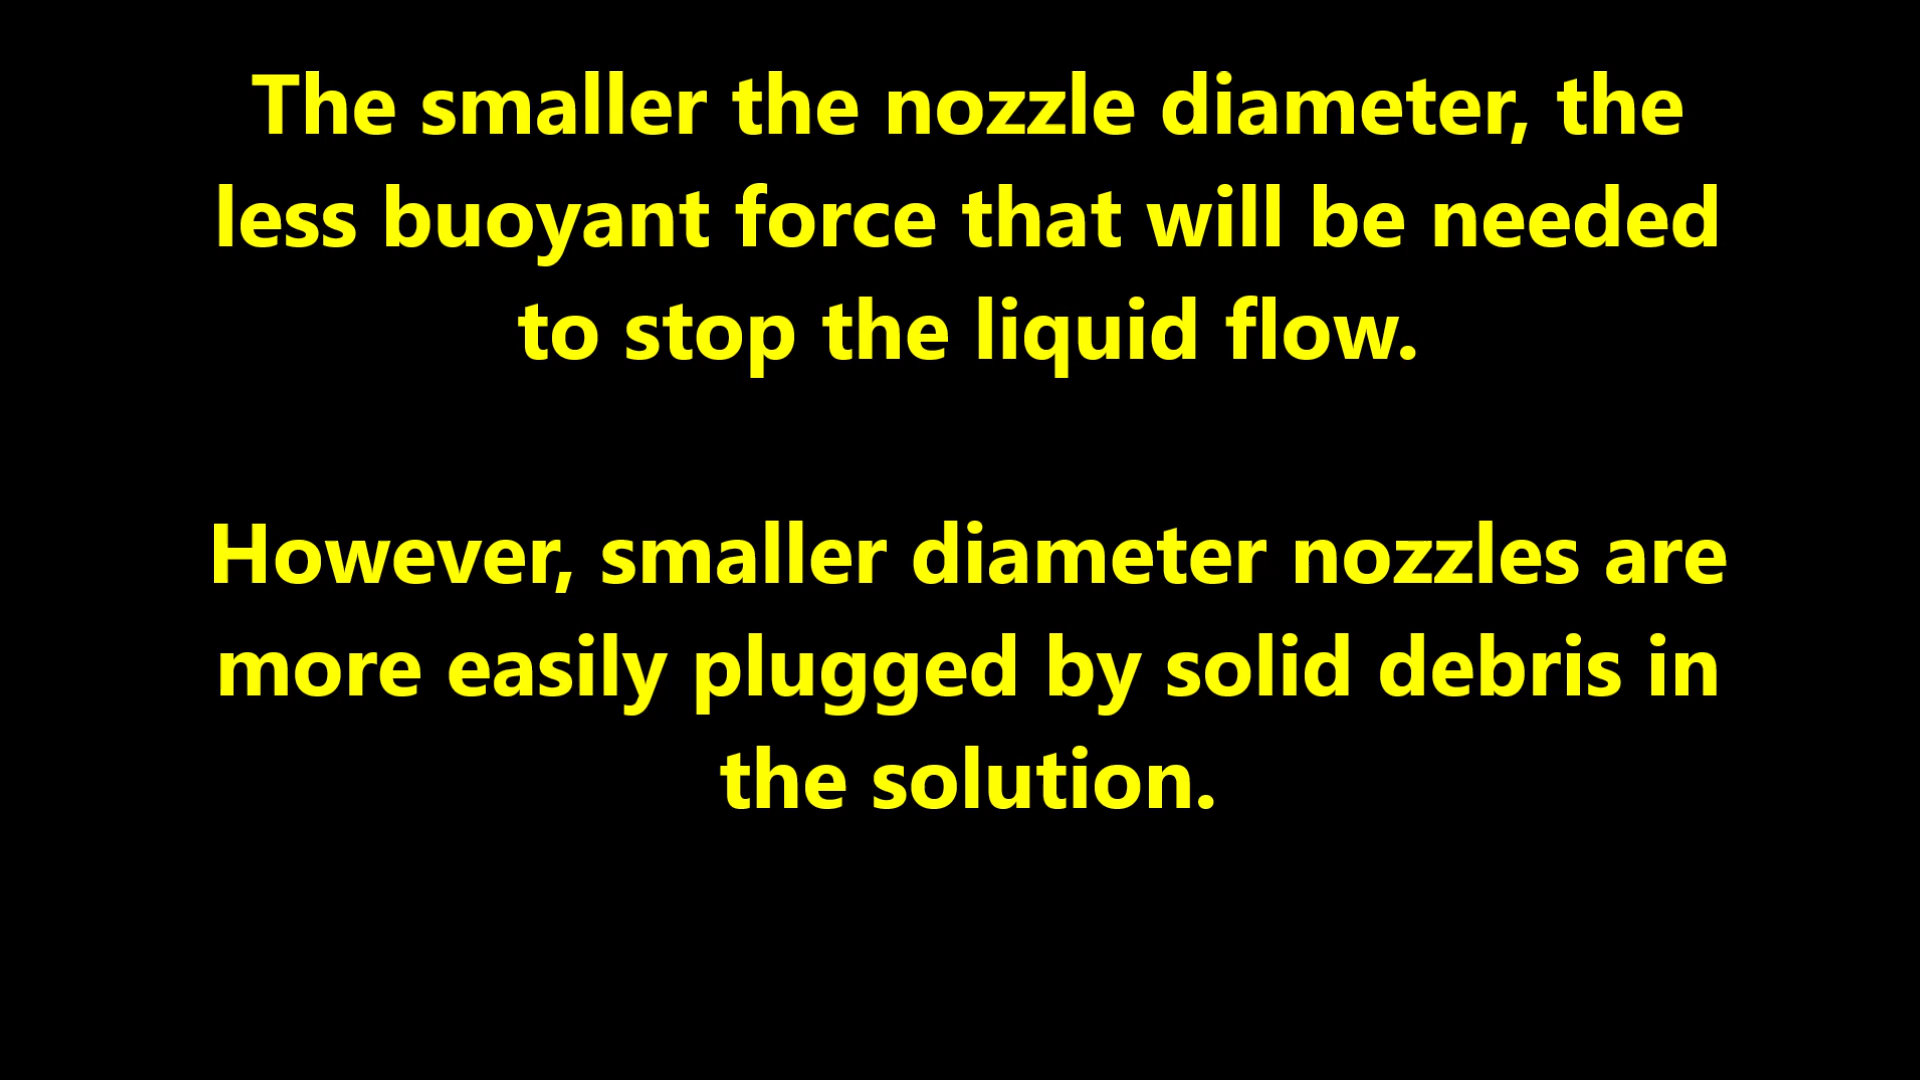 The smaller the nozzle diameter, the
less buoyant force that will be needed
to stop the liquid flow.
However, smaller diameter nozzles are
more easily plugged by solid debris in
the solution.